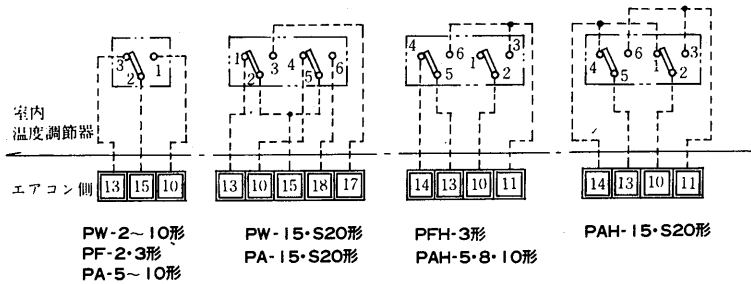 3 2 1
1 2 3 4 5 6
4 5 6 1 2 3
4 5 6 1 2 3
室内
温度調節器
エアコン側 13 15 10
13 10 15 18 17
14 13 10 11
14 13 10 11
PW-2~10形
PF-2・3形
PA-5~10形
PW-15・S20形
PA-15・S20形
PFH-3形
PAH-5・8・10形
PAH-15・S20形